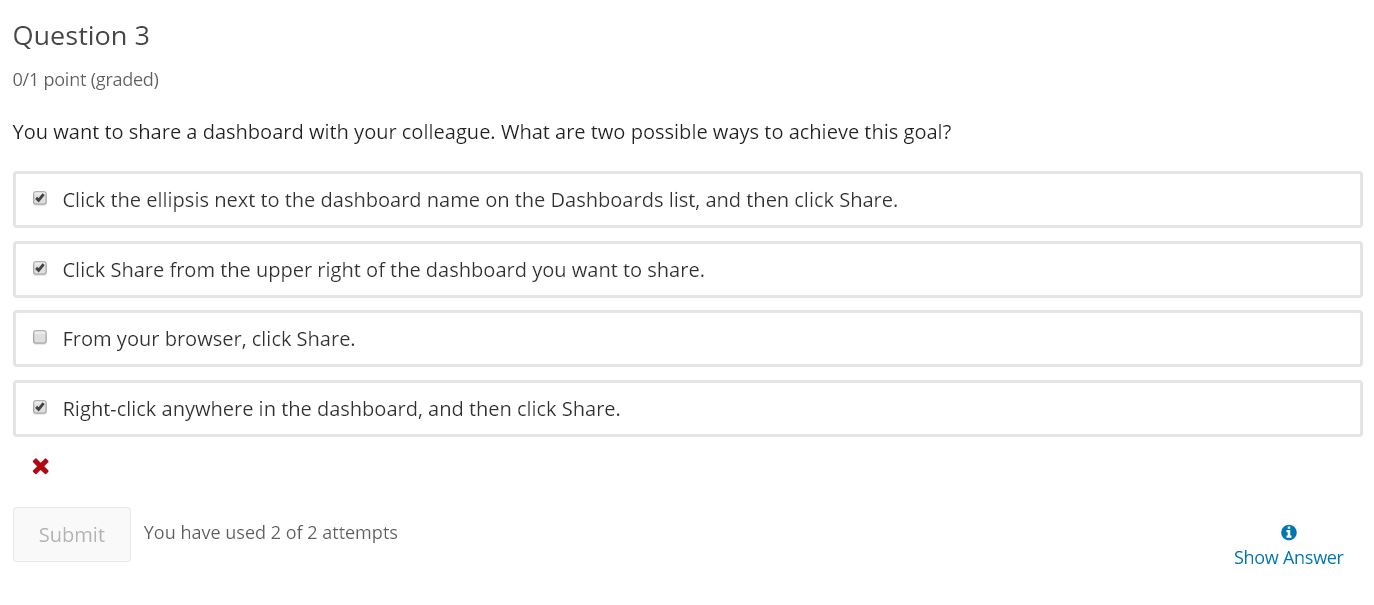 Question 3
0/1 point (graded)
You want to share a dashboard with your colleague. What are two possible ways to achieve this goal?
Click the ellipsis next to the dashboard name on the Dashboards list, and then click Share.
Click Share from the upper right of the dashboard you want to share.
From your browser, click Share.
Right-click anywhere in the dashboard, and then click Share.
Submit
You have used 2 of 2 attempts
Show Answer